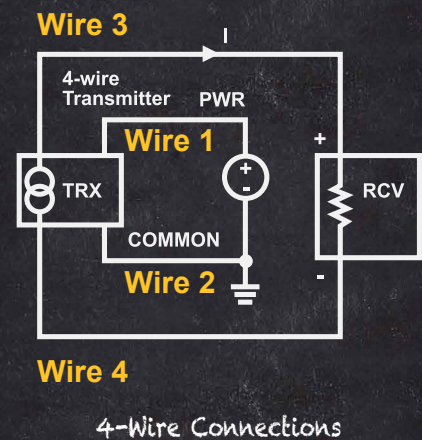 Wire 3
I
4-wire
Transmitter
PWR
Wire 1
+
+
-
TRX
RCV
COMMON
Wire 2
-
Wire 4
4-Wire Connections